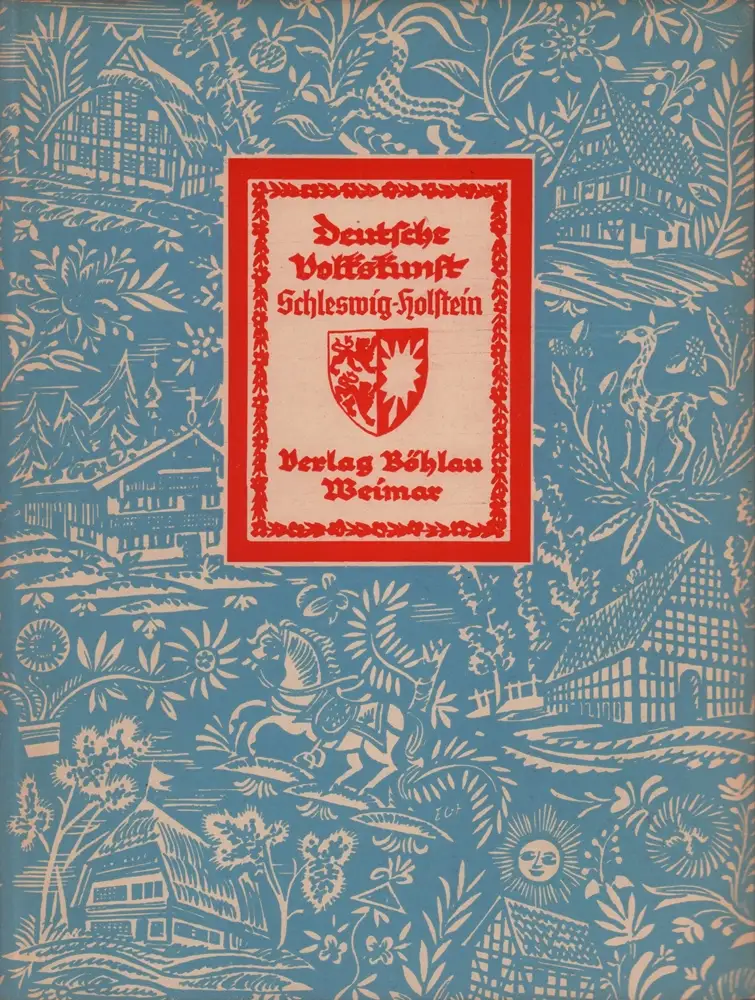 Deutsche
Volkskunst
Schleswig-Holstein
Verlag Böhlau
Weimar